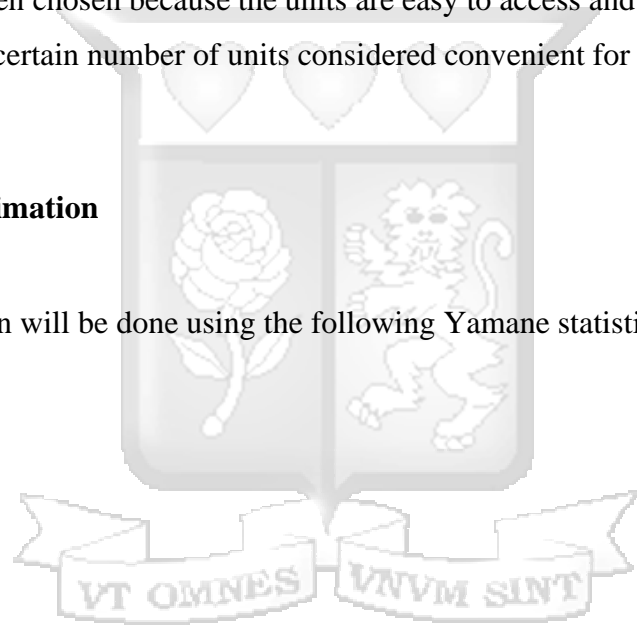 en chosen because the units are easy to access and
certain number of units considered convenient for
imation
n will be done using the following Yamane statisti
VT OMNES VNVM SINT